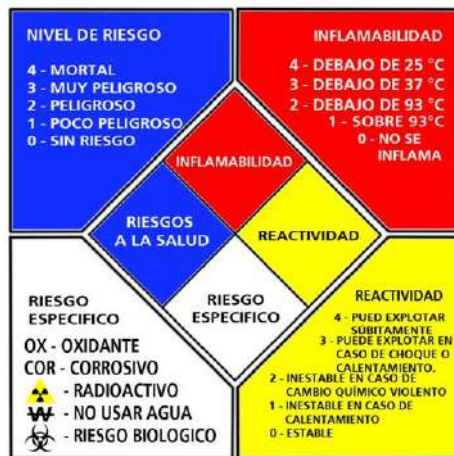 NIVEL DE RIESGO
4 - MORTAL
3 - MUY PELIGROSO
2 - PELIGROSO
1 - POCO PELIGROSO
0 - SIN RIESGO
INFLAMABILIDAD
4 - DEBAJO DE 25 °C
3 - DEBAJO DE 37 °C
2 - DEBAJO DE 93 °C
1 - SOBRE 93°C
0 - NO SE
INFLAMA
INFLAMABILIDAD
RIESGOS
A LA SALUD
REACTIVIDAD
RIESGO
ESPECIFICO
RIESGO
ESPECIFICO
OX - OXIDANTE
COR - CORROSIVO
- RADIOACTIVO
W - NO USAR AGUA
- RIESGO BIOLOGICO
REACTIVIDAD
4 - PUED EXPLOTAR
SÚBITAMENTE
3 - PUEDE EXPLOTAR EN
CASO DE CHOQUE O
CALENTAMIENTO.
2 - INESTABLE EN CASO DE
CAMBIO QUÍMICO VIOLENTO
1 - INESTABLE EN CASO DE
CALENTAMIENTO
0 - ESTABLE